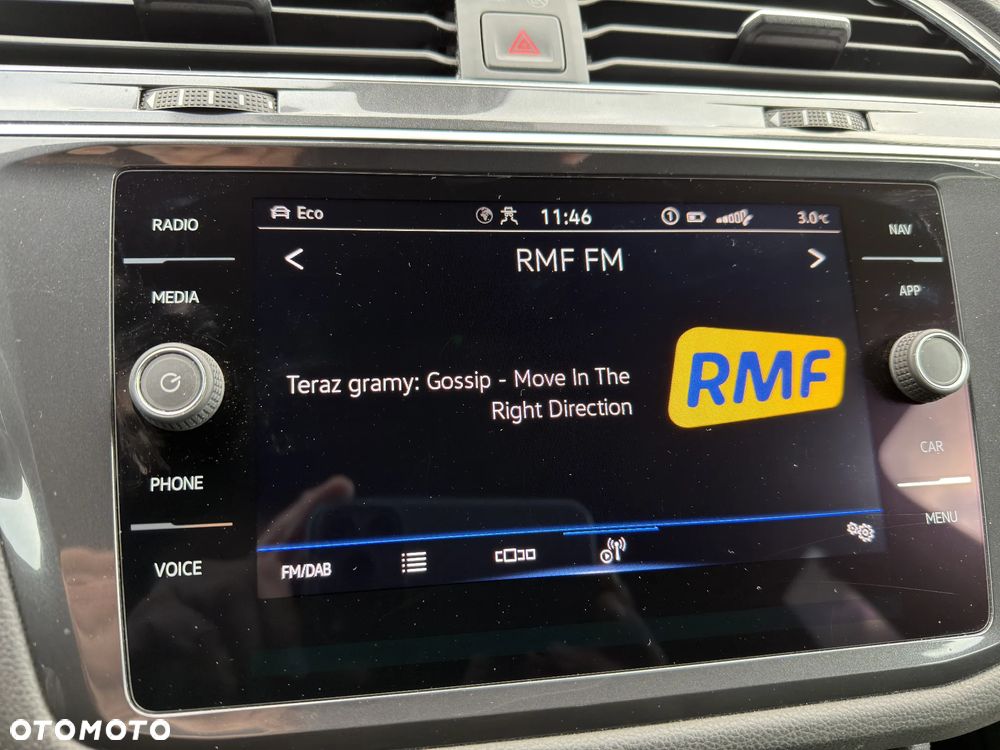 RADIO
MEDIA
PHONE
VOICE
Eco
11:46
1
3.0°C
RMF FM
Teraz gramy: Gossip - Move In The
Right Direction
RMF
FM/DAB
NAV
APP
CAR
MENU
OTOMOTO